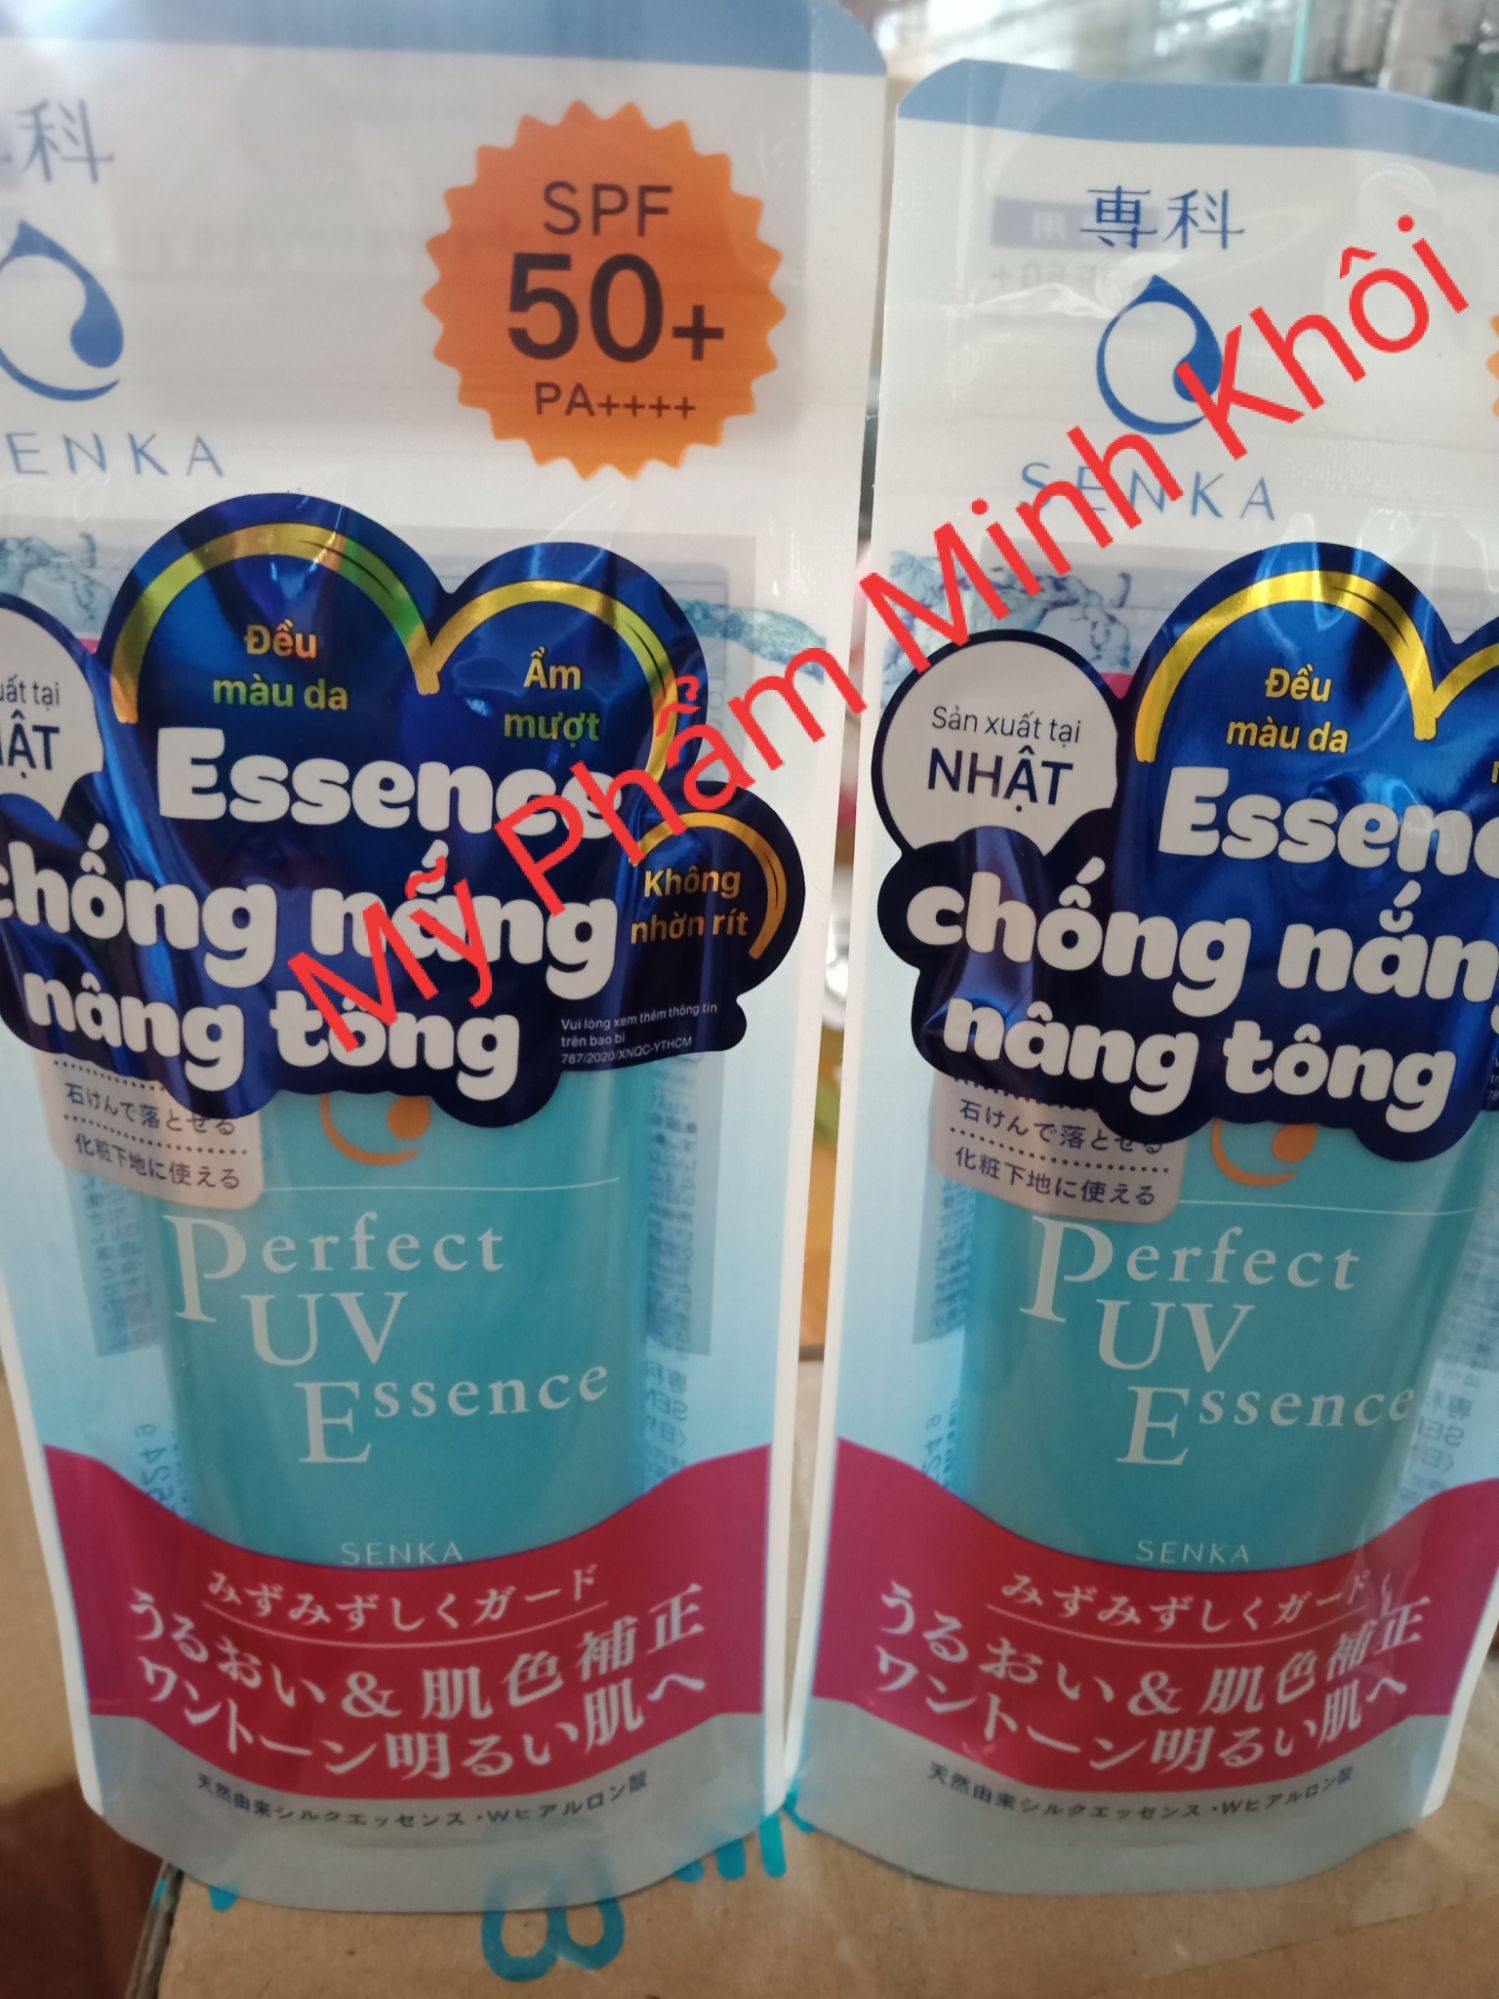 科
SENKA
SPF
50+
PA++++
uất tại
HẬT
Đều
màu da
Ẩm
mượt
Essence
chống nắng
nâng tông
Không
nhờn rít
Vui lòng xem thêm thông tin
trên bao bì
787/2020/XNQC-YTHCM
石けんで落とせる
化粧下地に使える
Perfect
UV
Essence
SENKA
みずみずしくガード
うるおい&肌色補正
ワントーン明るい肌へ
天然由来シルクエッセンス・Wヒアルロン酸
専科
SENKA
Sản xuất tại
NHẬT
Đều
màu da
Essenc
chống nắng
nâng tông
石けんで落とせる
化粧下地に使える
Perfect
UV
Essence
SENKA
みずみずしくガード
うるおい&肌色補正
ワントーン明るい肌へ
天然由来シルクエッセンス・Wヒアルロン酸
Mỹ Phẩm Minh Khôi